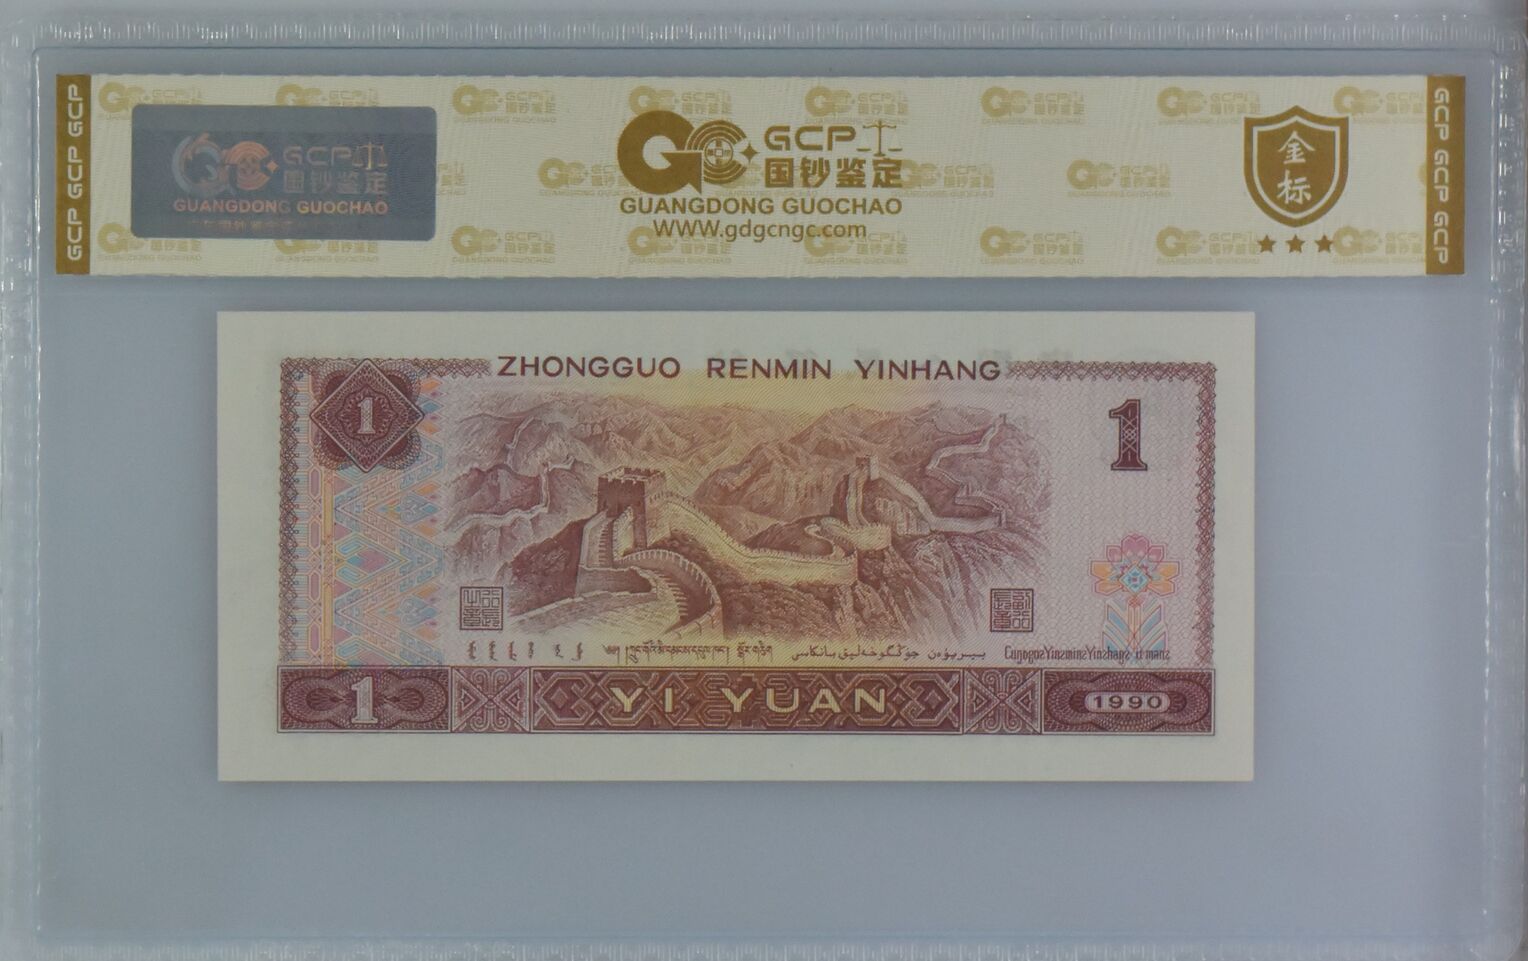 GCP GCP GCP
GCP
国钞鉴定
GUANGDONG GUOCHAO
GCP
国钞鉴定
GUANGDONG GUOCHAO
WWW.gdgcngc.com
金
标
GCP GCP GCP
ZHONGGUO RENMIN YINHANG
1
1
YI YUAN
1
1990